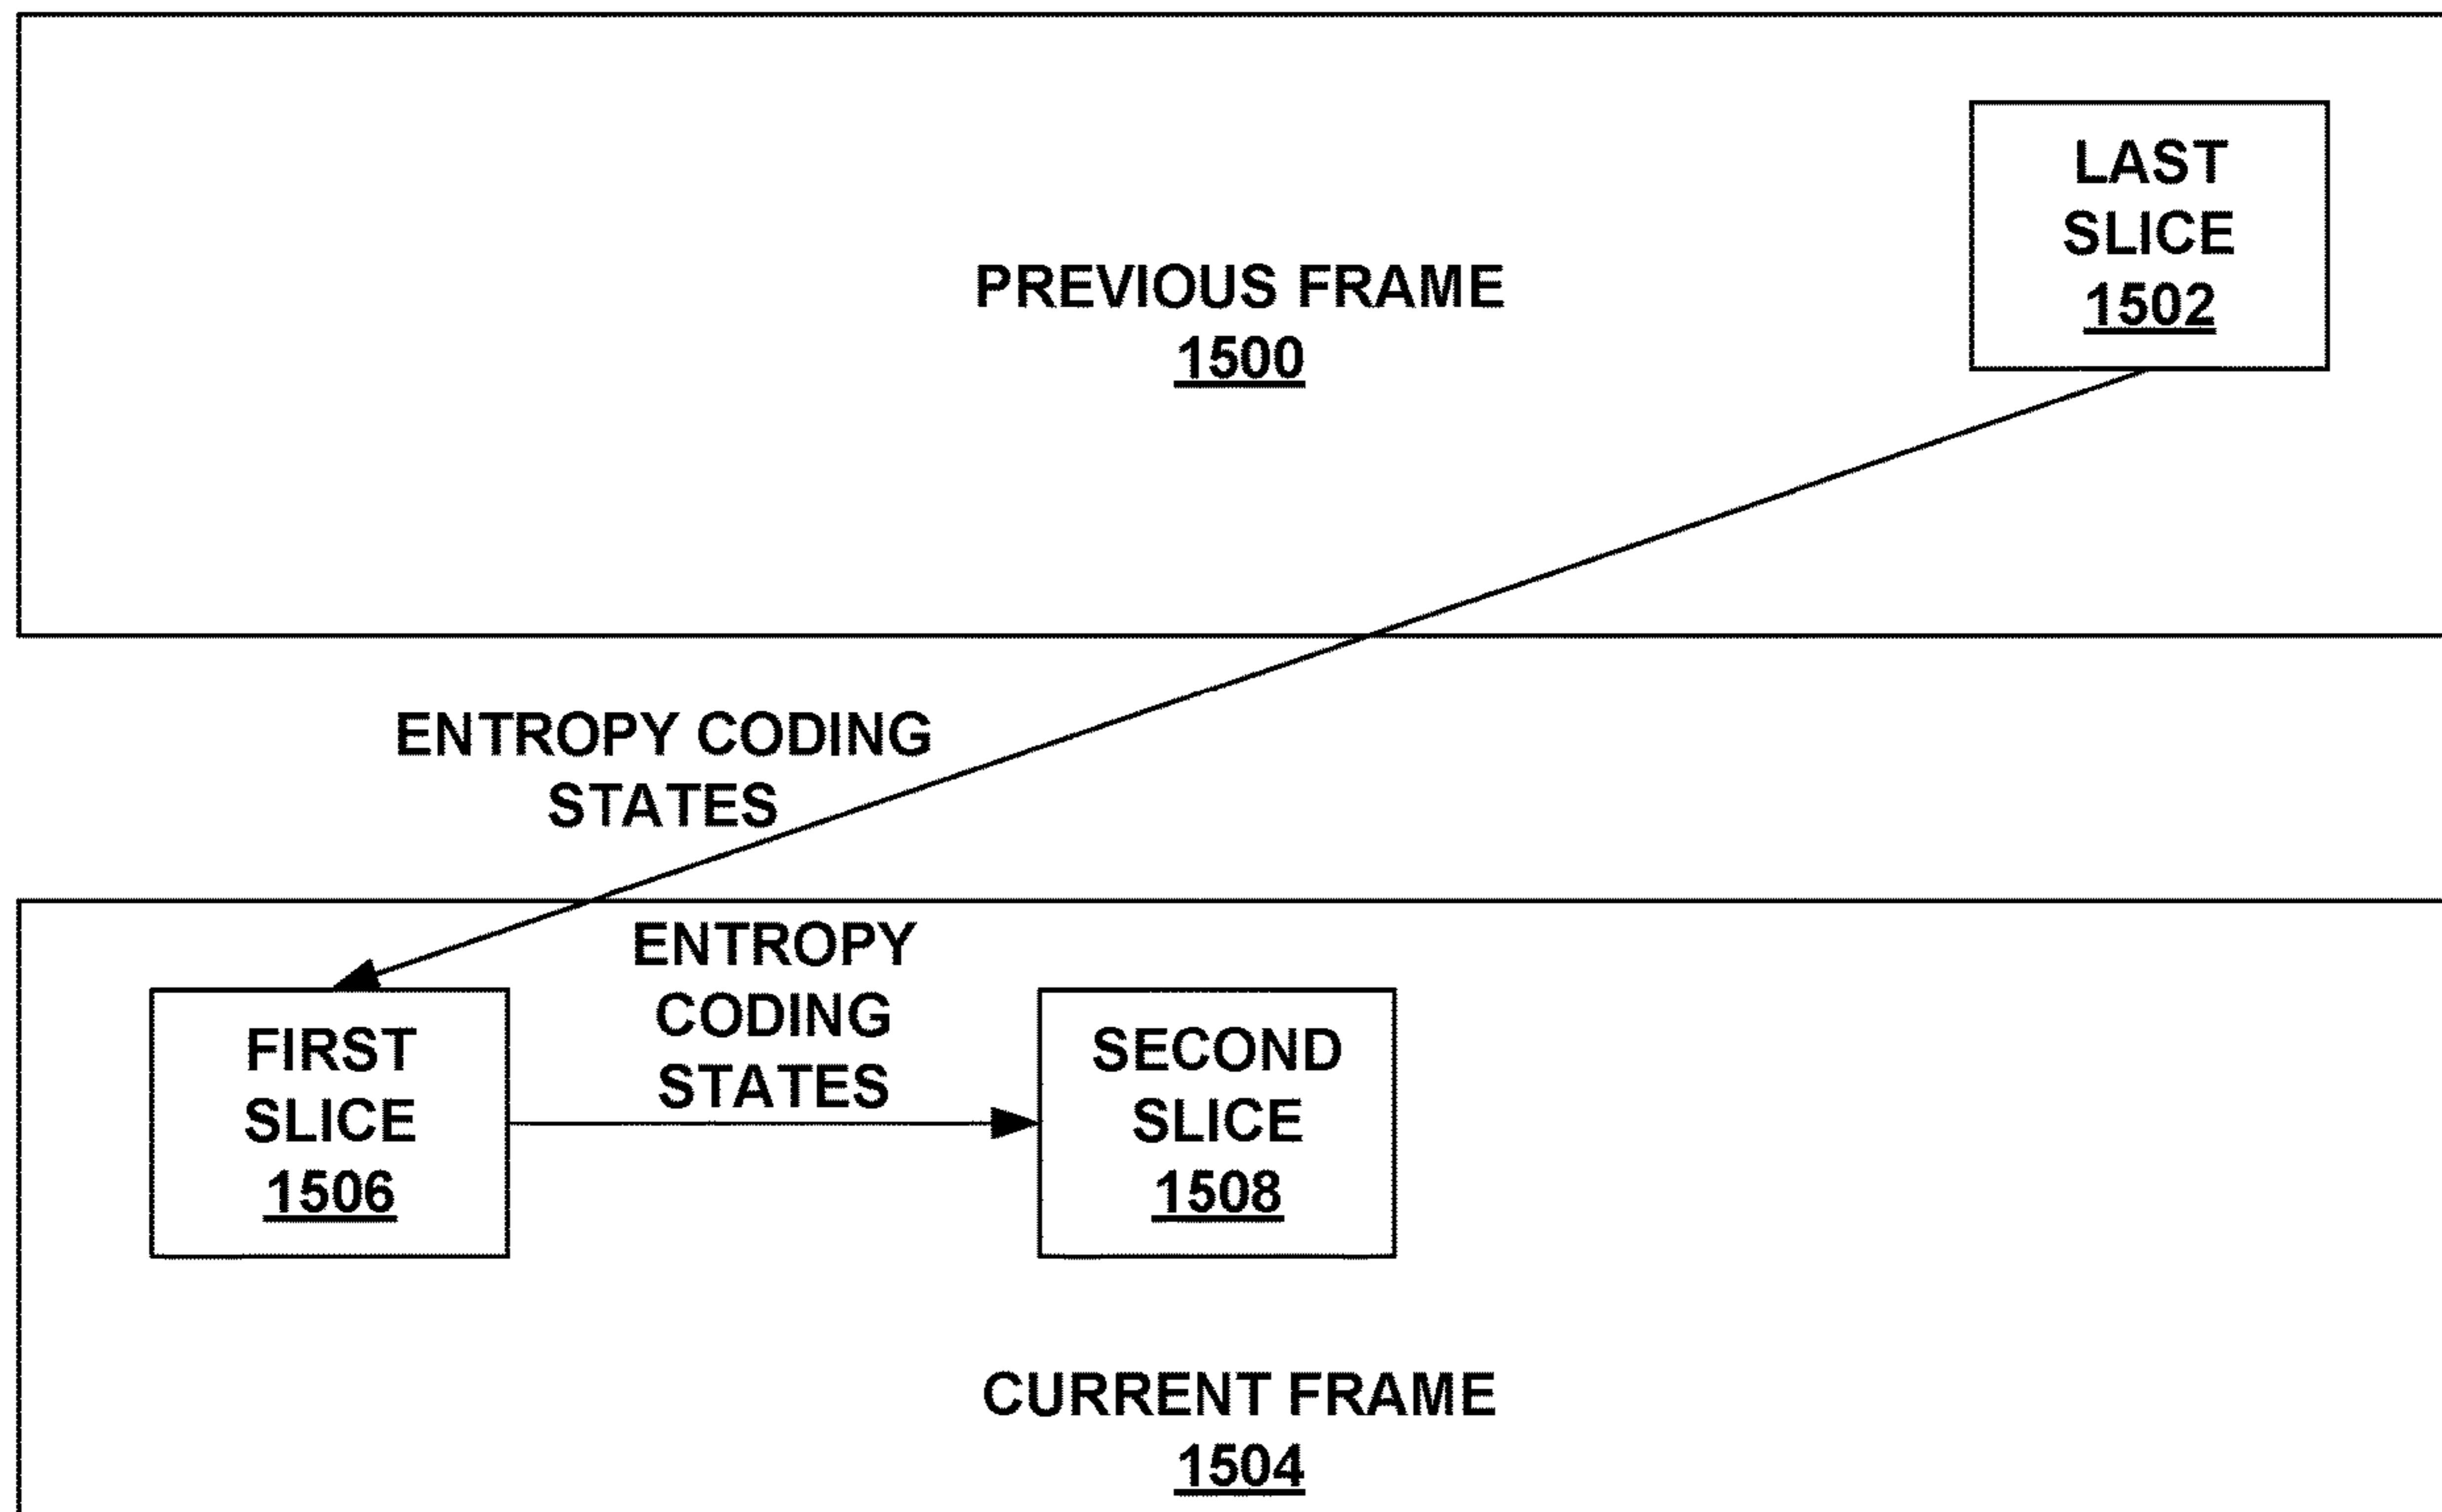 LAST
SLICE
1502
PREVIOUS FRAME
1500
ENTROPY CODING
STATES
ENTROPY
CODING
STATES
FIRST
SLICE
1506
SECOND
SLICE
1508
CURRENT FRAME
1504